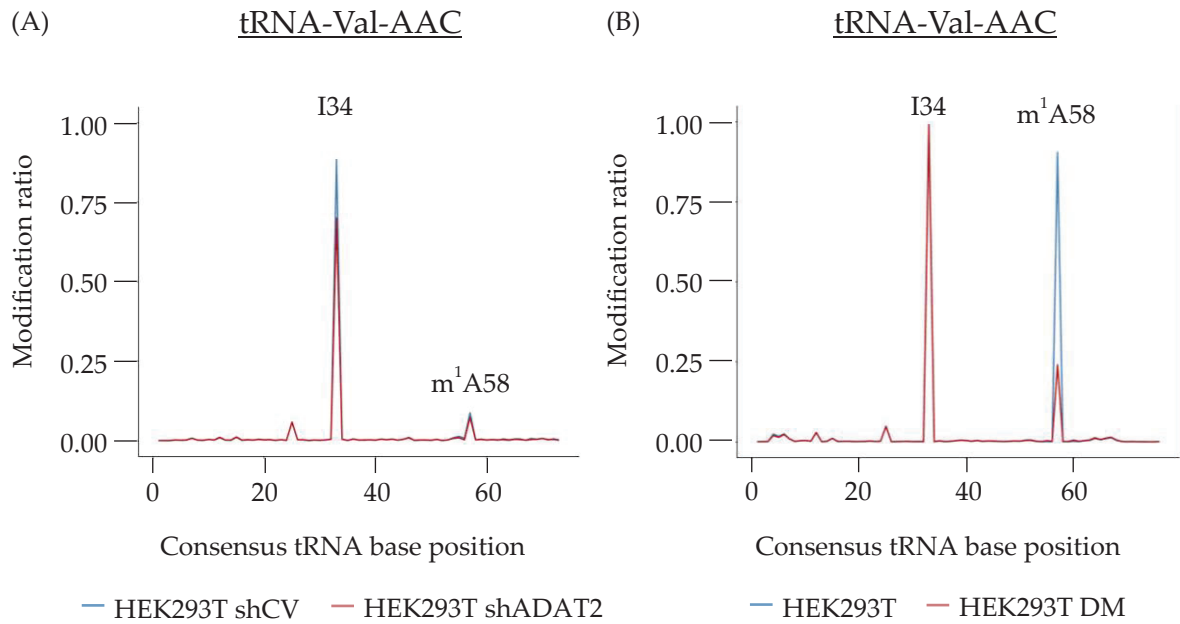 (A) tRNA-Val-AAC
I34
m¹A58
1.00
0.75
0.50
0.25
0.00
Modification ratio
0 20 40 60
Consensus tRNA base position
HEK293T shCV HEK293T shADAT2
(B) tRNA-Val-AAC
I34
m¹A58
1.00
0.75
0.50
0.25
0.00
Modification ratio
0 20 40 60
Consensus tRNA base position
HEK293T HEK293T DM